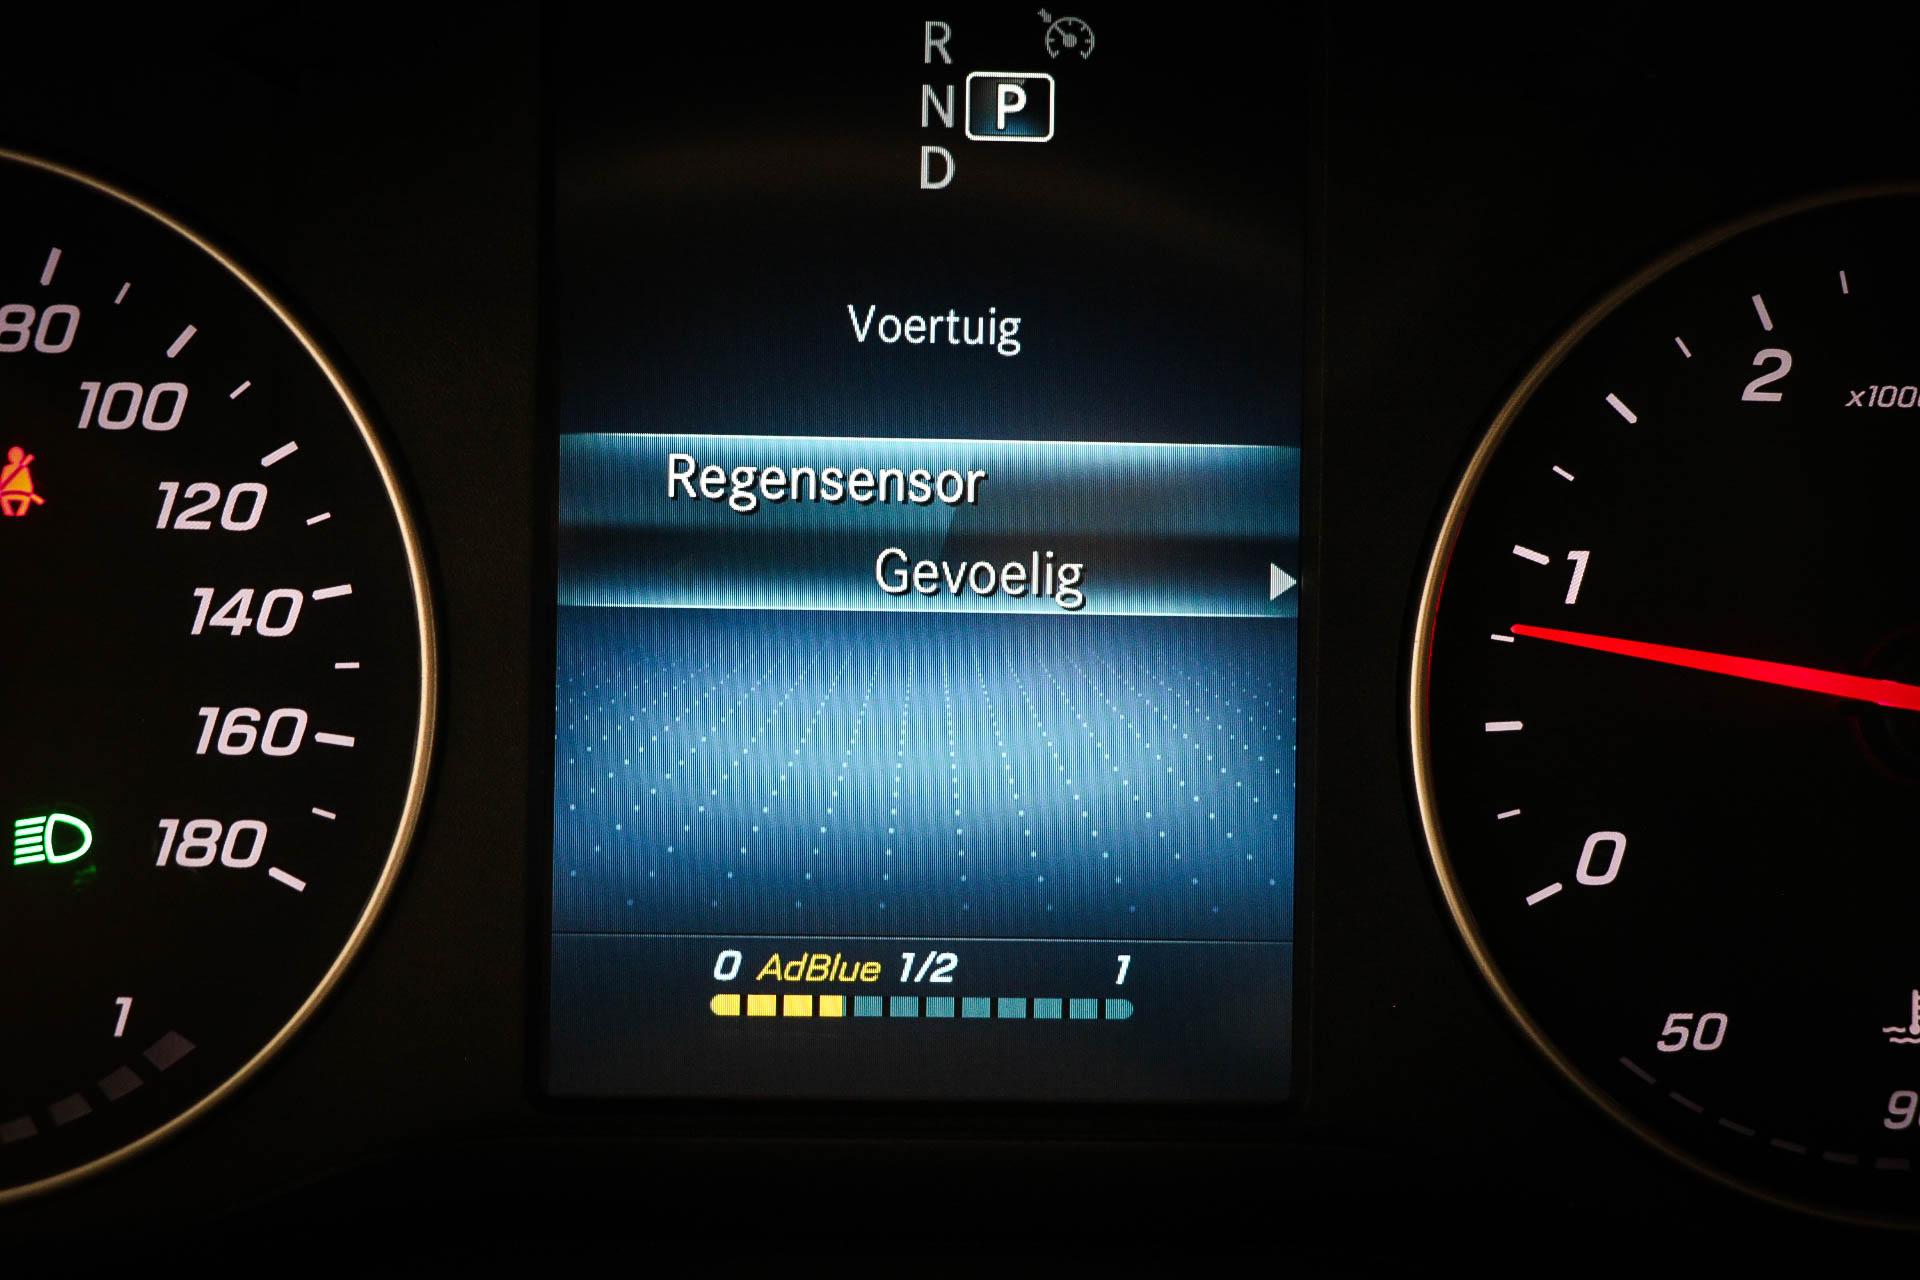 R
N P
D
Voertuig
Regensensor
Gevoelig
0 AdBlue 1/2 1
80
100
120
140
160
180
1
2
1
0
50